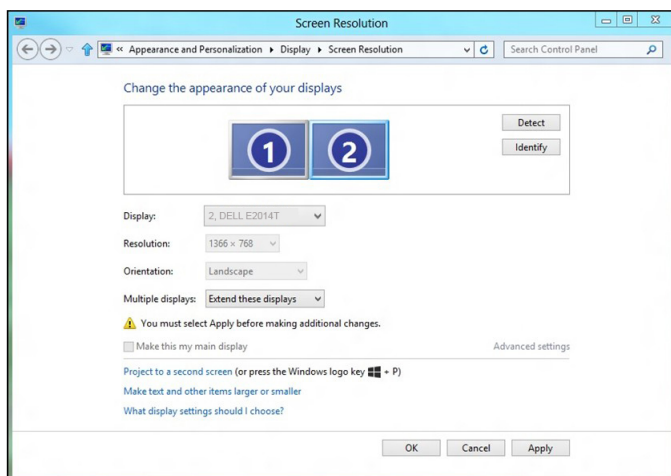 Screen Resolution
« Appearance and Personalization ▸ Display ▸ Screen Resolution
Search Control Panel
Change the appearance of your displays
1 2
Detect
Identify
Display: 2, DELL E2014T
Resolution: 1366 × 768
Orientation: Landscape
Multiple displays: Extend these displays
You must select Apply before making additional changes.
Make this my main display Advanced settings
Project to a second screen (or press the Windows logo key + P)
Make text and other items larger or smaller
What display settings should I choose?
OK Cancel Apply